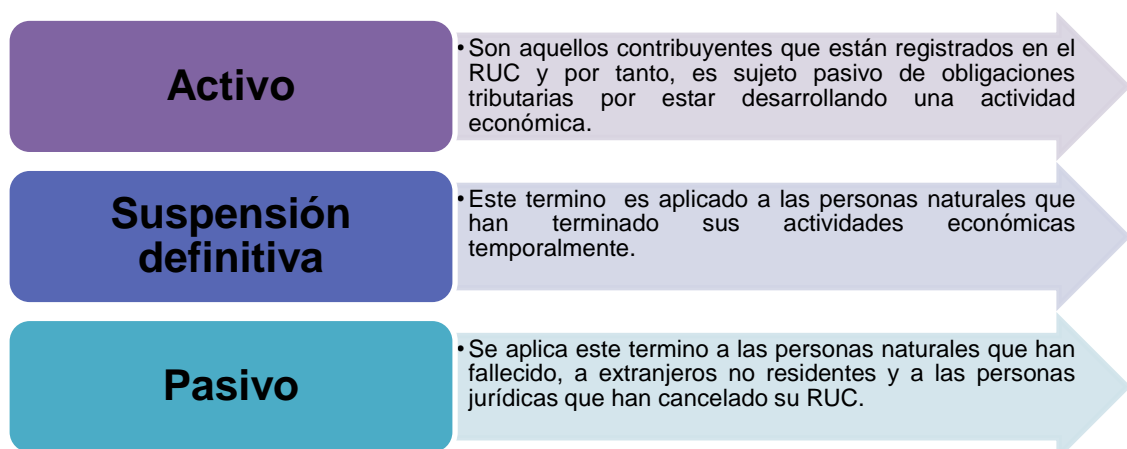 Activo
• Son aquellos contribuyentes que están registrados en el
RUC y por tanto, es sujeto pasivo de obligaciones
tributarias por estar desarrollando una actividad
económica.
Suspensión
definitiva
• Este termino es aplicado a las personas naturales que
han terminado sus actividades económicas
temporalmente.
Pasivo
• Se aplica este termino a las personas naturales que han
fallecido, a extranjeros no residentes y a las personas
jurídicas que han cancelado su RUC.